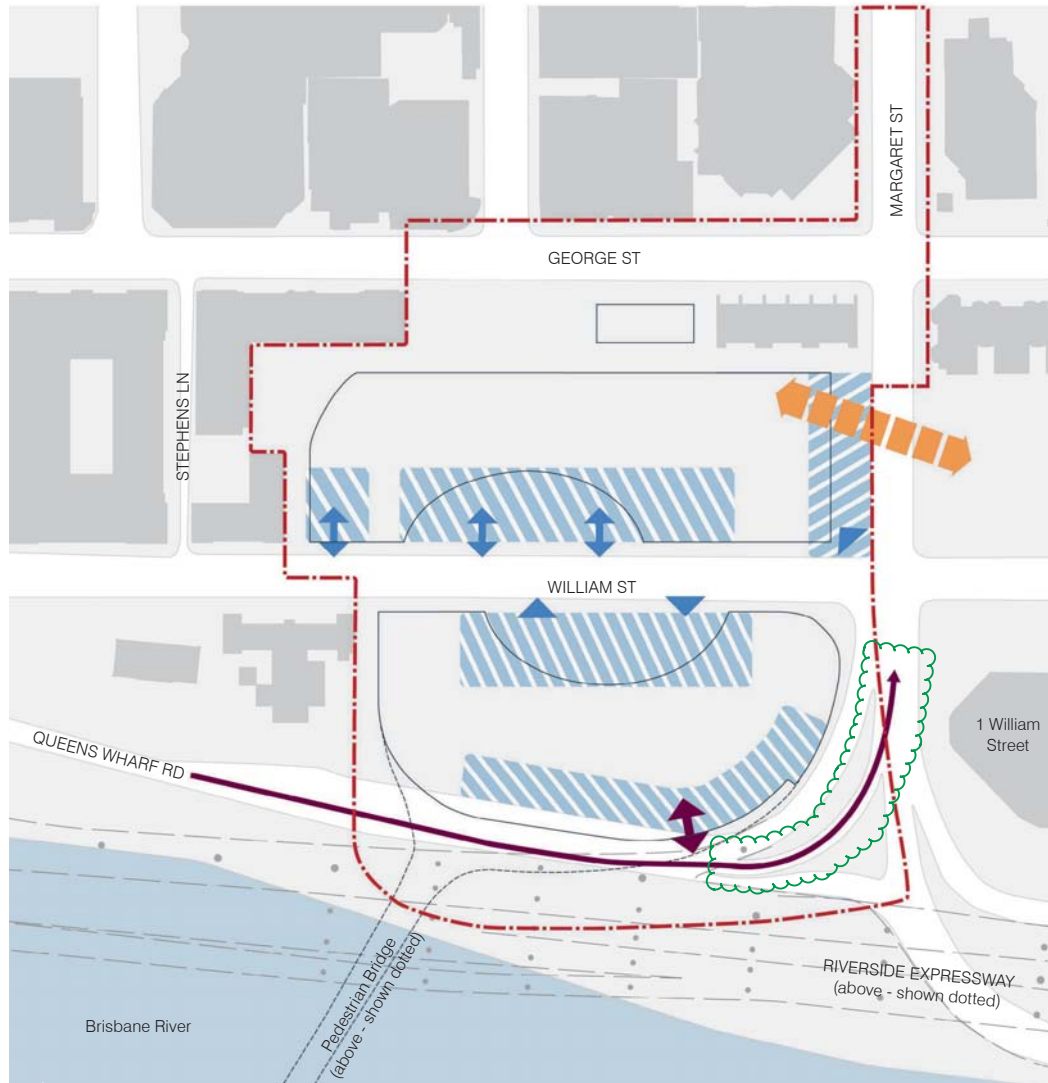 MARGARET ST
GEORGE ST
STEPHENS LN
WILLIAM ST
QUEENS WHARF RD
1 William
Street
Pedestrian Bridge
(above - shown dotted)
RIVERSIDE EXPRESSWAY
(above - shown dotted)
Brisbane River